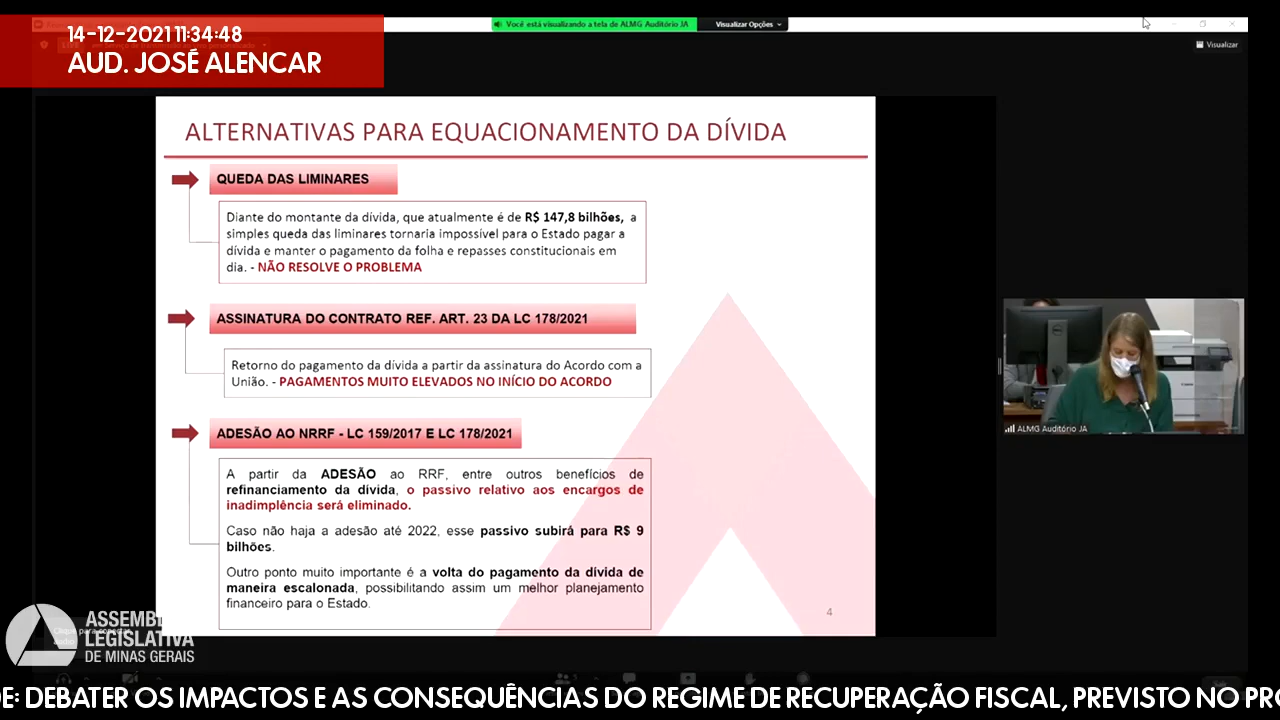 14-12-2021 11:34:48
AUD. JOSÉ ALENCAR
Você está visualizando a tela de ALMG Auditório JA
Visualizar Opções
Visualizar
ALTERNATIVAS PARA EQUACIONAMENTO DA DÍVIDA
QUEDA DAS LIMINARES
Diante do montante da dívida, que atualmente é de R$ 147,8 bilhões, a
simples queda das liminares tornaria impossível para o Estado pagar a
dívida e manter o pagamento da folha e repasses constitucionais em
dia. - NÃO RESOLVE O PROBLEMA
ASSINATURA DO CONTRATO REF. ART. 23 DA LC 178/2021
Retorno do pagamento da dívida a partir da assinatura do Acordo com a
União. - PAGAMENTOS MUITO ELEVADOS NO INÍCIO DO ACORDO
ADESÃO AO NRRF - LC 159/2017 E LC 178/2021
A partir da ADESÃO ao RRF, entre outros benefícios de
refinanciamento da dívida, o passivo relativo aos encargos de
inadimplência será eliminado.
Caso não haja a adesão até 2022, esse passivo subirá para R$ 9
bilhões.
Outro ponto muito importante é a volta do pagamento da dívida de
maneira escalonada, possibilitando assim um melhor planejamento
financeiro para o Estado.
4
ALMG Auditório JA
ASSEMBL
LEGISLATIVA
DE MINAS GERAIS
DE: DEBATER OS IMPACTOS E AS CONSEQUÊNCIAS DO REGIME DE RECUPERAÇÃO FISCAL, PREVISTO NO PRO